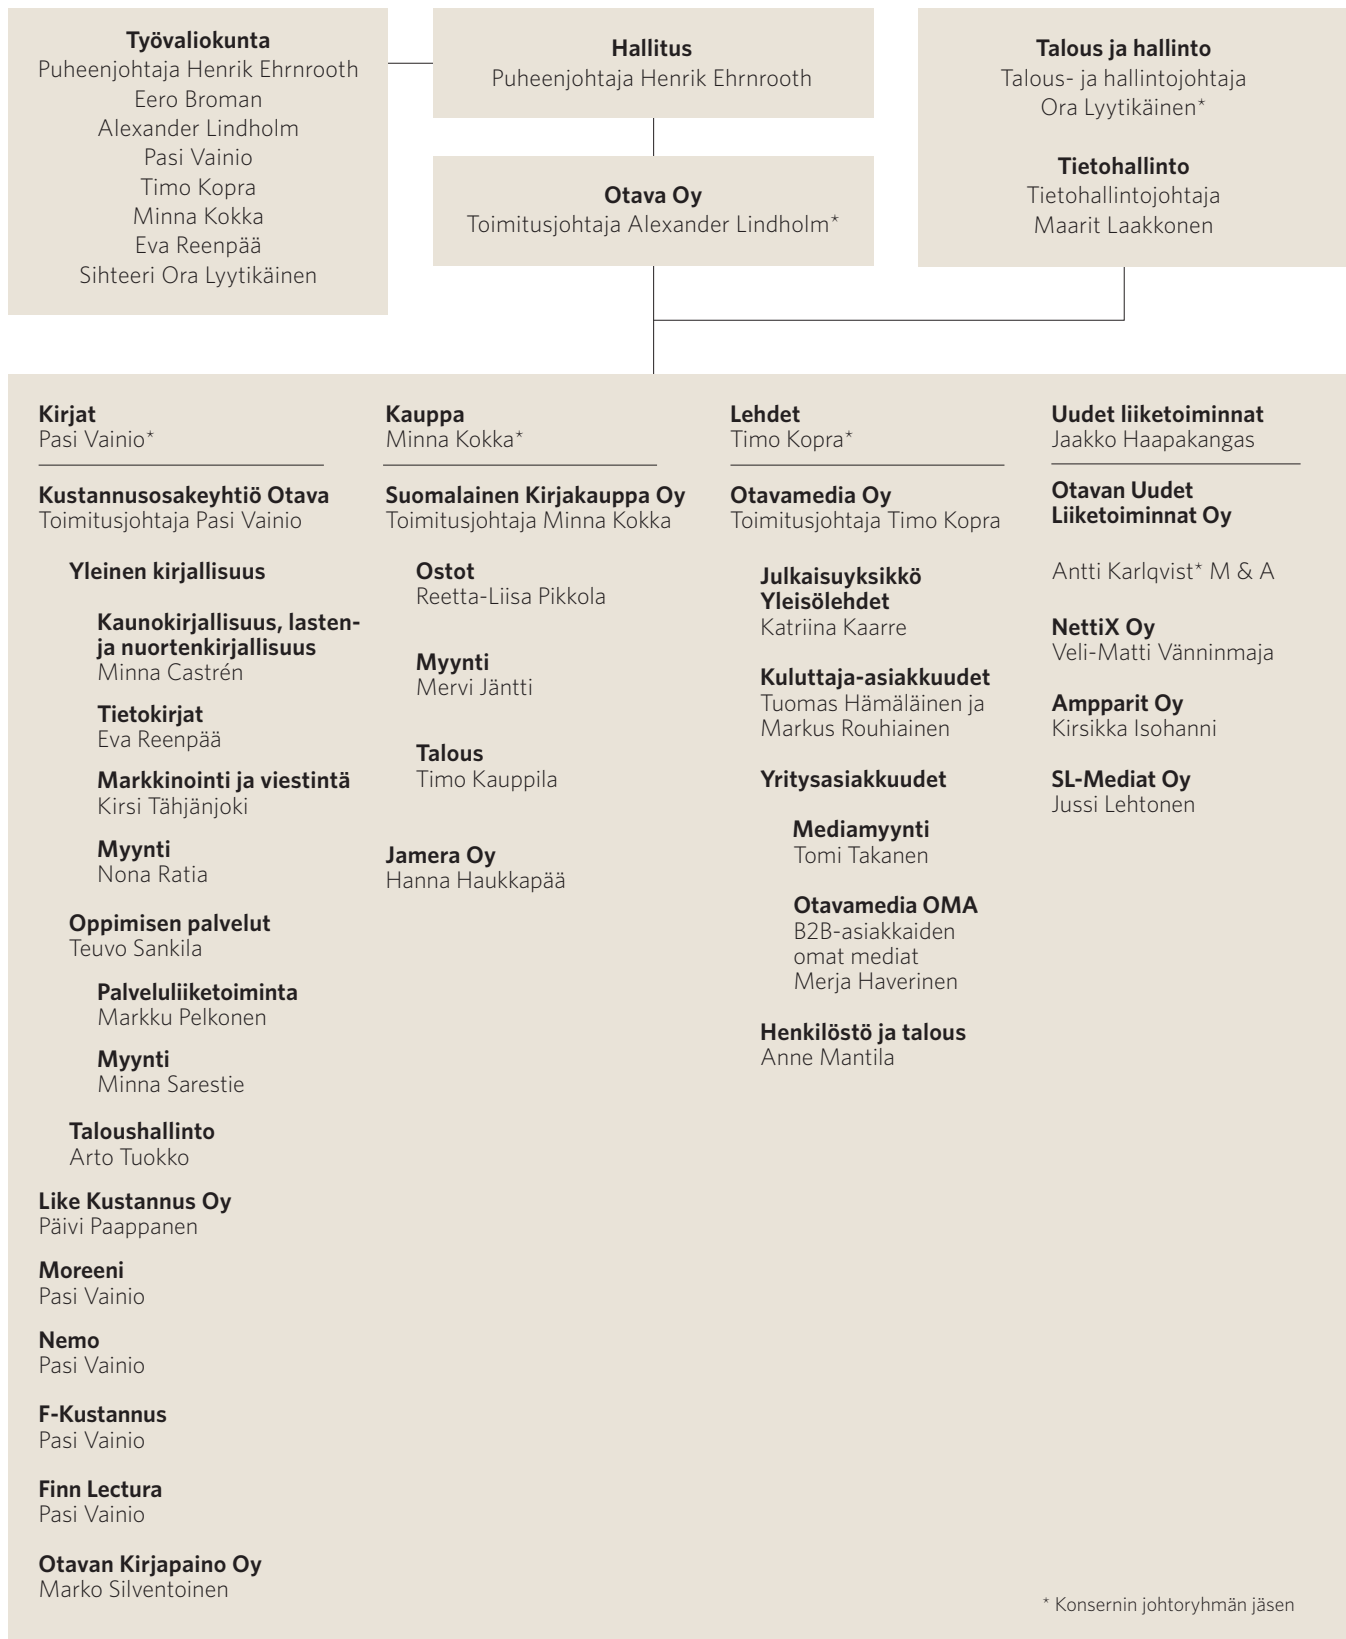 Työvaliokunta
Puheenjohtaja Henrik Ehrnrooth
Eero Broman
Alexander Lindholm
Pasi Vainio
Timo Kopra
Minna Kokka
Eva Reenpää
Sihteeri Ora Lyytikäinen
Hallitus
Puheenjohtaja Henrik Ehrnrooth
Otava Oy
Toimitusjohtaja Alexander Lindholm*
Talous ja hallinto
Talous- ja hallintojohtaja
Ora Lyytikäinen*
Tietohallinto
Tietohallintojohtaja
Maarit Laakkonen
Kirjat
Pasi Vainio*
Kustannusosakeyhtiö Otava
Toimitusjohtaja Pasi Vainio
Yleinen kirjallisuus
Kaunokirjallisuus, lasten-
ja nuortenkirjallisuus
Minna Castrén
Tietokirjat
Eva Reenpää
Markkinointi ja viestintä
Kirsi Tähjänjoki
Myynti
Nona Ratia
Oppimisen palvelut
Teuvo Sankila
Palveluliiketoiminta
Markku Pelkonen
Myynti
Minna Sarestie
Taloushallinto
Arto Tuokko
Like Kustannus Oy
Päivi Paappanen
Moreeni
Pasi Vainio
Nemo
Pasi Vainio
F-Kustannus
Pasi Vainio
Finn Lectura
Pasi Vainio
Otavan Kirjapaino Oy
Marko Silventoinen
Kauppa
Minna Kokka*
Suomalainen Kirjakauppa Oy
Toimitusjohtaja Minna Kokka
Ostot
Reetta-Liisa Pikkola
Myynti
Mervi Jäntti
Talous
Timo Kauppila
Jamera Oy
Hanna Haukkapää
Lehdet
Timo Kopra*
Otavamedia Oy
Toimitusjohtaja Timo Kopra
Julkaisuyksikkö
Yleisölehdet
Katriina Kaarre
Kuluttaja-asiakkuudet
Tuomas Hämäläinen ja
Markus Rouhiainen
Yritysasiakkuudet
Mediamyynti
Tomi Takanen
Otavamedia OMA
B2B-asiakkaiden
omat mediat
Merja Haverinen
Henkilöstö ja talous
Anne Mantila
Uudet liiketoiminnat
Jaakko Haapakangas
Otavan Uudet
Liiketoiminnat Oy
Antti Karlqvist* M & A
NettiX Oy
Veli-Matti Vänninmaja
Ampparit Oy
Kirsikka Isohanni
SL-Mediat Oy
Jussi Lehtonen
* Konsernin johtoryhmän jäsen